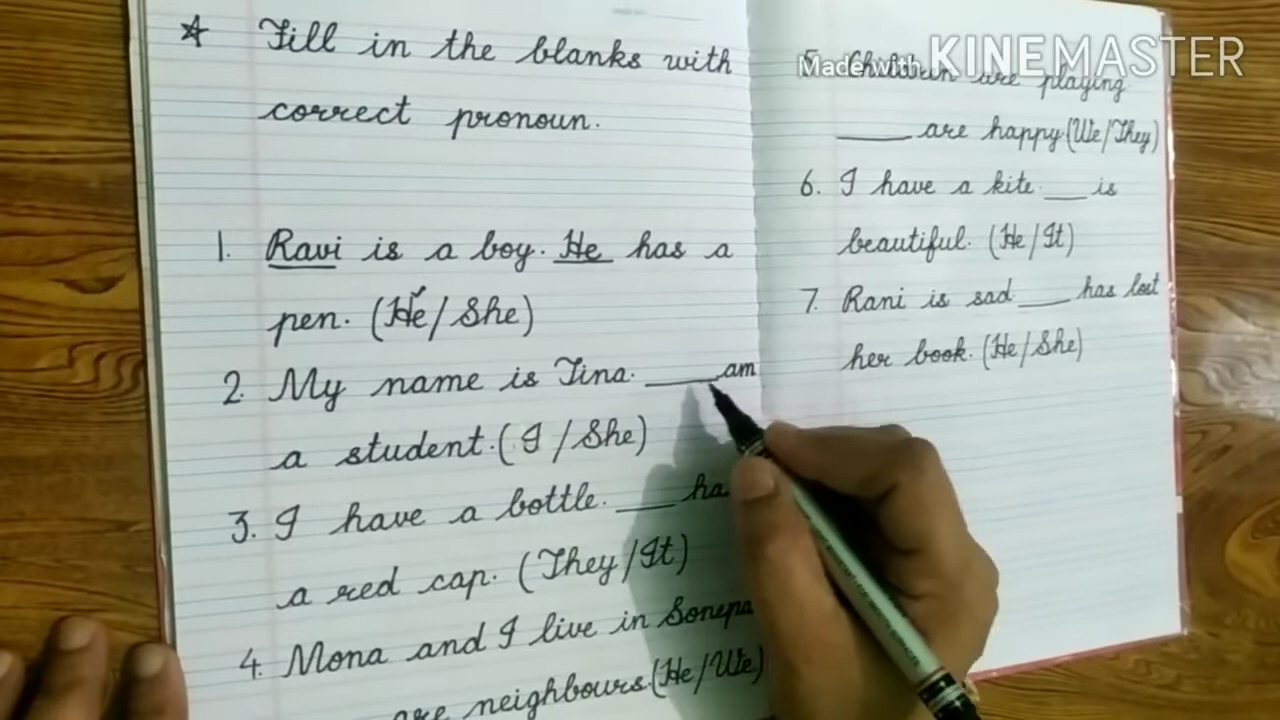 ☆ Fill in the blanks with
correct pronoun.
1. Ravi is a boy. He has a
pen. (He/She)
2. My name is Tina. ____ am
a student. (I/She)
3. I have a bottle. ____
a red cap. (They/It)
4. Mona and I live in
are neighbours. (He/We)
Made with KINEMASTER
5. Children are playing.
____ are happy. (We/They)
6. I have a kite. ____ is
beautiful. (He/It)
7. Rani is sad. ____ has lost
her book. (He/She)